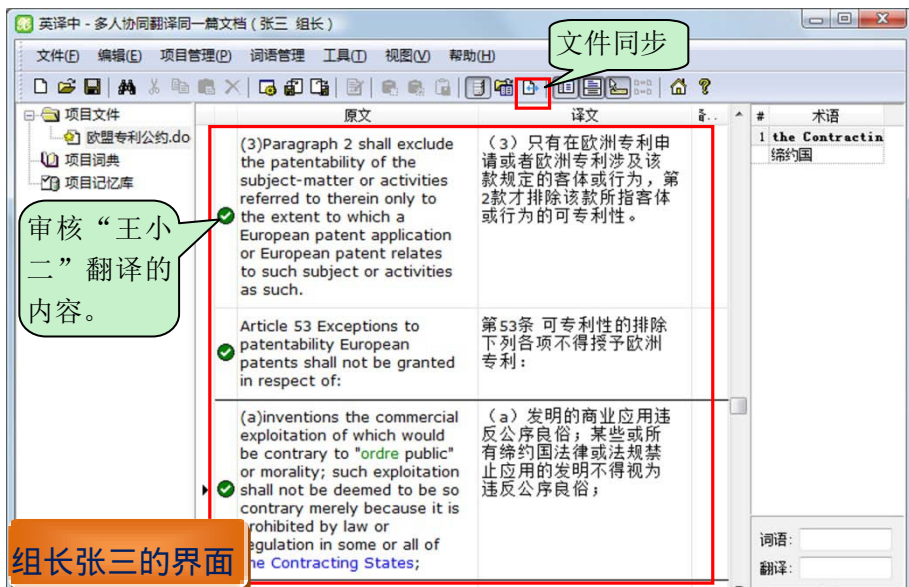 英译中 - 多人协同翻译同一篇文档 ( 张三 组长 )
文件(F) 编辑(E) 项目管理(P) 词语管理 工具(T) 视图(V) 帮助(H)
文件同步
项目文件
欧盟专利公约.do
项目词典
项目记忆库
审核“王小
二”翻译的
内容。
原文 译文
(3)Paragraph 2 shall exclude
the patentability of the
subject-matter or activities
referred to therein only to
the extent to which a
European patent application
or European patent relates
to such subject or activities
as such.
（3）只有在欧洲专利申
请或者欧洲专利涉及该
款规定的客体或行为，第
2款才排除该款所指客体
或行为的可专利性。
Article 53 Exceptions to
patentability European
patents shall not be granted
in respect of:
第53条 可专利性的排除
下列各项不得授予欧洲
专利：
(a)inventions the commercial
exploitation of which would
be contrary to "ordre public"
or morality; such exploitation
shall not be deemed to be so
contrary merely because it is
prohibited by law or
regulation in some or all of
the Contracting States;
（a）发明的商业应用违
反公序良俗；某些或所
有缔约国法律或法规禁
止应用的发明不得视为
违反公序良俗；
# 术语
1 the Contractin
缔约国
词语:
翻译:
组长张三的界面